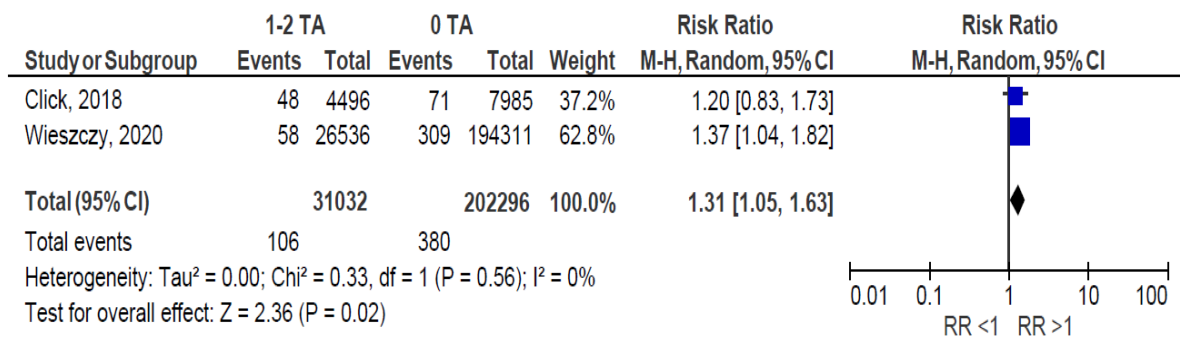 1-2 TA 0 TA Risk Ratio Risk Ratio
Study or Subgroup Events Total Events Total Weight M-H, Random, 95% CI M-H, Random, 95% CI
Click, 2018 48 4496 71 7985 37.2% 1.20 [0.83, 1.73]
Wieszczy, 2020 58 26536 309 194311 62.8% 1.37 [1.04, 1.82]
Total (95% CI) 31032 202296 100.0% 1.31 [1.05, 1.63]
Total events 106 380
Heterogeneity: Tau² = 0.00; Chi² = 0.33, df = 1 (P = 0.56); I² = 0%
Test for overall effect: Z = 2.36 (P = 0.02)
0.01 0.1 1 10 100
RR <1 RR >1